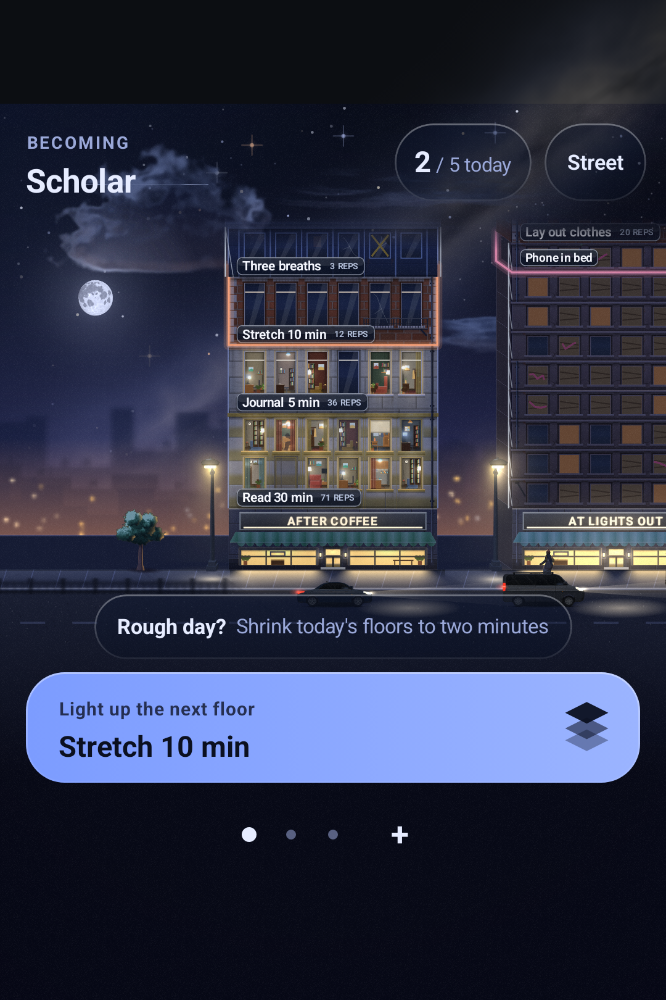 BECOMING
Scholar
2 / 5 today
Street
Three breaths 3 REPS
Stretch 10 min 12 REPS
Journal 5 min 36 REPS
Read 30 min 71 REPS
AFTER COFFEE
Lay out clothes 20 REPS
Phone in bed
AT LIGHTS OUT
Rough day? Shrink today's floors to two minutes
Light up the next floor
Stretch 10 min
+